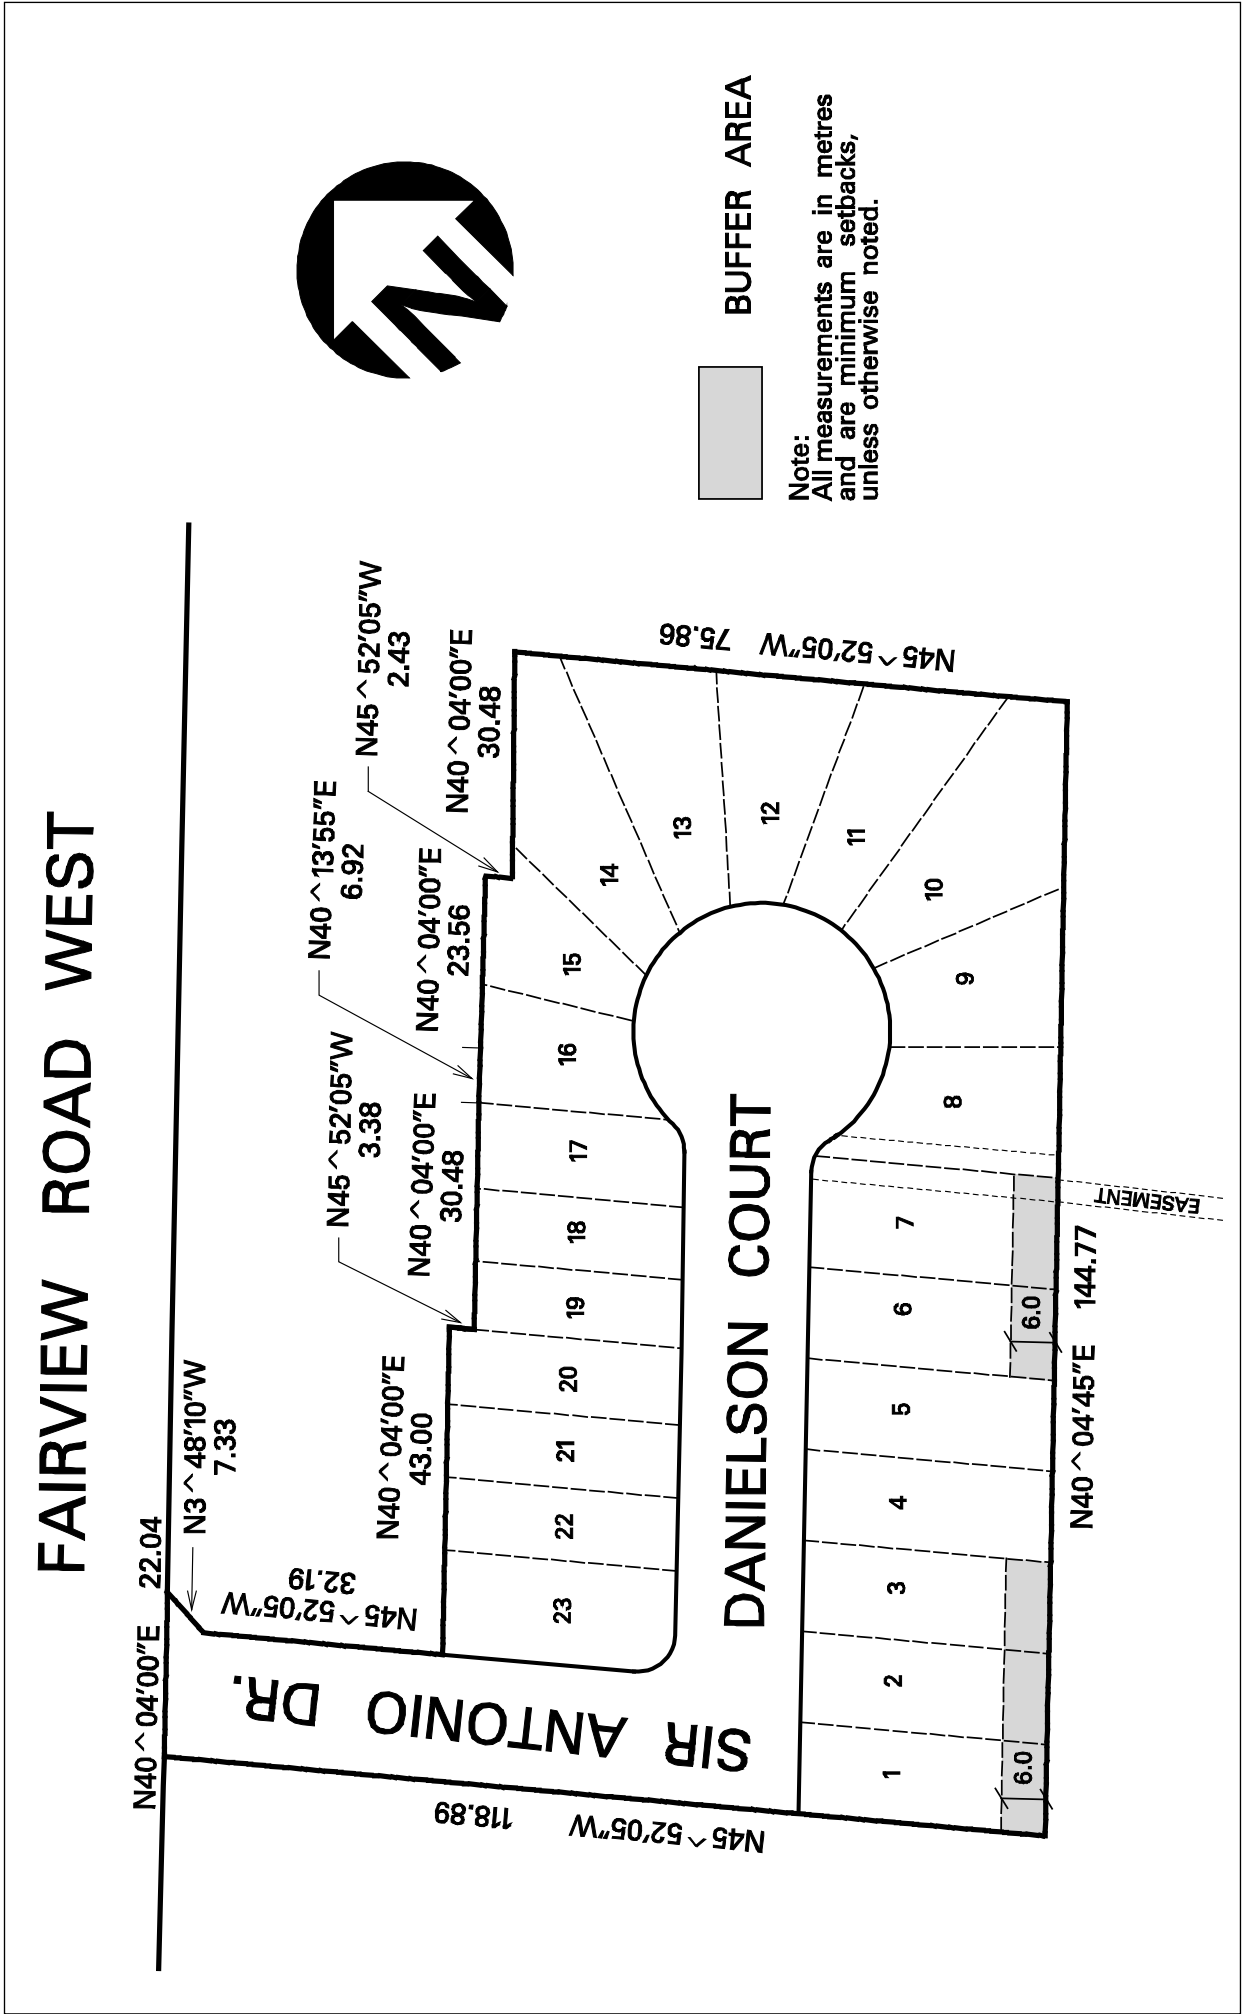 FAIRVIEW ROAD WEST
N40^04'00"E 22.04
N3^48'10"W
7.33
N45^52'05"W
32.19
N40^04'00"E
43.00
N45^52'05"W
3.38
N40^04'00"E
30.48
N40^13'55"E
6.92
N40^04'00"E
23.56
N45^52'05"W
2.43
N40^04'00"E
30.48
N45^52'05"W 75.86
N45^52'05"W 118.89
SIR ANTONIO DR.
23
22
21
20
19
18
17
16
15
14
13
12
11
10
9
8
DANIELSON COURT
1
2
3
4
5
6
7
6.0
6.0
EASEMENT
N40^04'45"E 144.77
N
BUFFER AREA
Note:
All measurements are in metres
and are minimum setbacks,
unless otherwise noted.